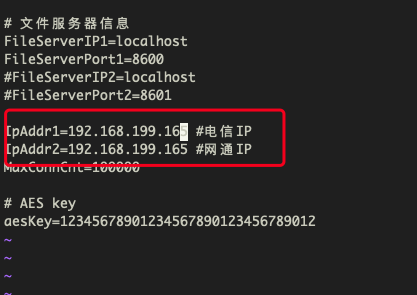 # 文件服务器信息
FileServerIP1=localhost
FileServerPort1=8600
#FileServerIP2=localhost
#FileServerPort2=8601
IpAddr1=192.168.199.165 #电信IP
IpAddr2=192.168.199.165 #网通IP
MaxConnCnt=100000
# AES key
aesKey=12345678901234567890123456789012
~
~
~
~